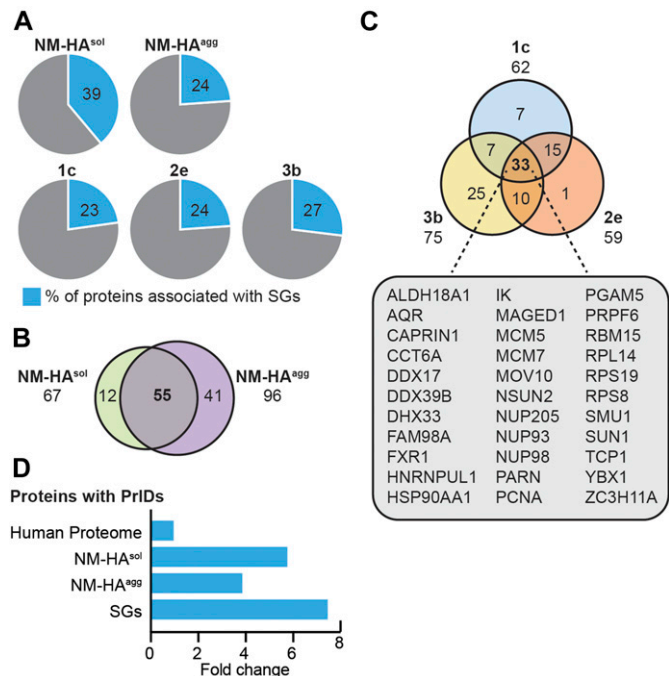 A
NM-HAsol
NM-HAagg
39
24
1c
2e
3b
23
24
27
% of proteins associated with SGs
B
NM-HAsol
67
12
55
41
NM-HAagg
96
C
1c
62
7
7
15
33
25
10
1
3b
75
2e
59
ALDH18A1 IK PGAM5
AQR MAGED1 PRPF6
CAPRIN1 MCM5 RBM15
CCT6A MCM7 RPL14
DDX17 MOV10 RPS19
DDX39B NSUN2 RPS8
DHX33 NUP205 SMU1
FAM98A NUP93 SUN1
FXR1 NUP98 TCP1
HNRNPUL1 PARN YBX1
HSP90AA1 PCNA ZC3H11A
D
Proteins with PrlDs
Human Proteome
NM-HAsol
NM-HAagg
SGs
0 2 4 6 8
Fold change